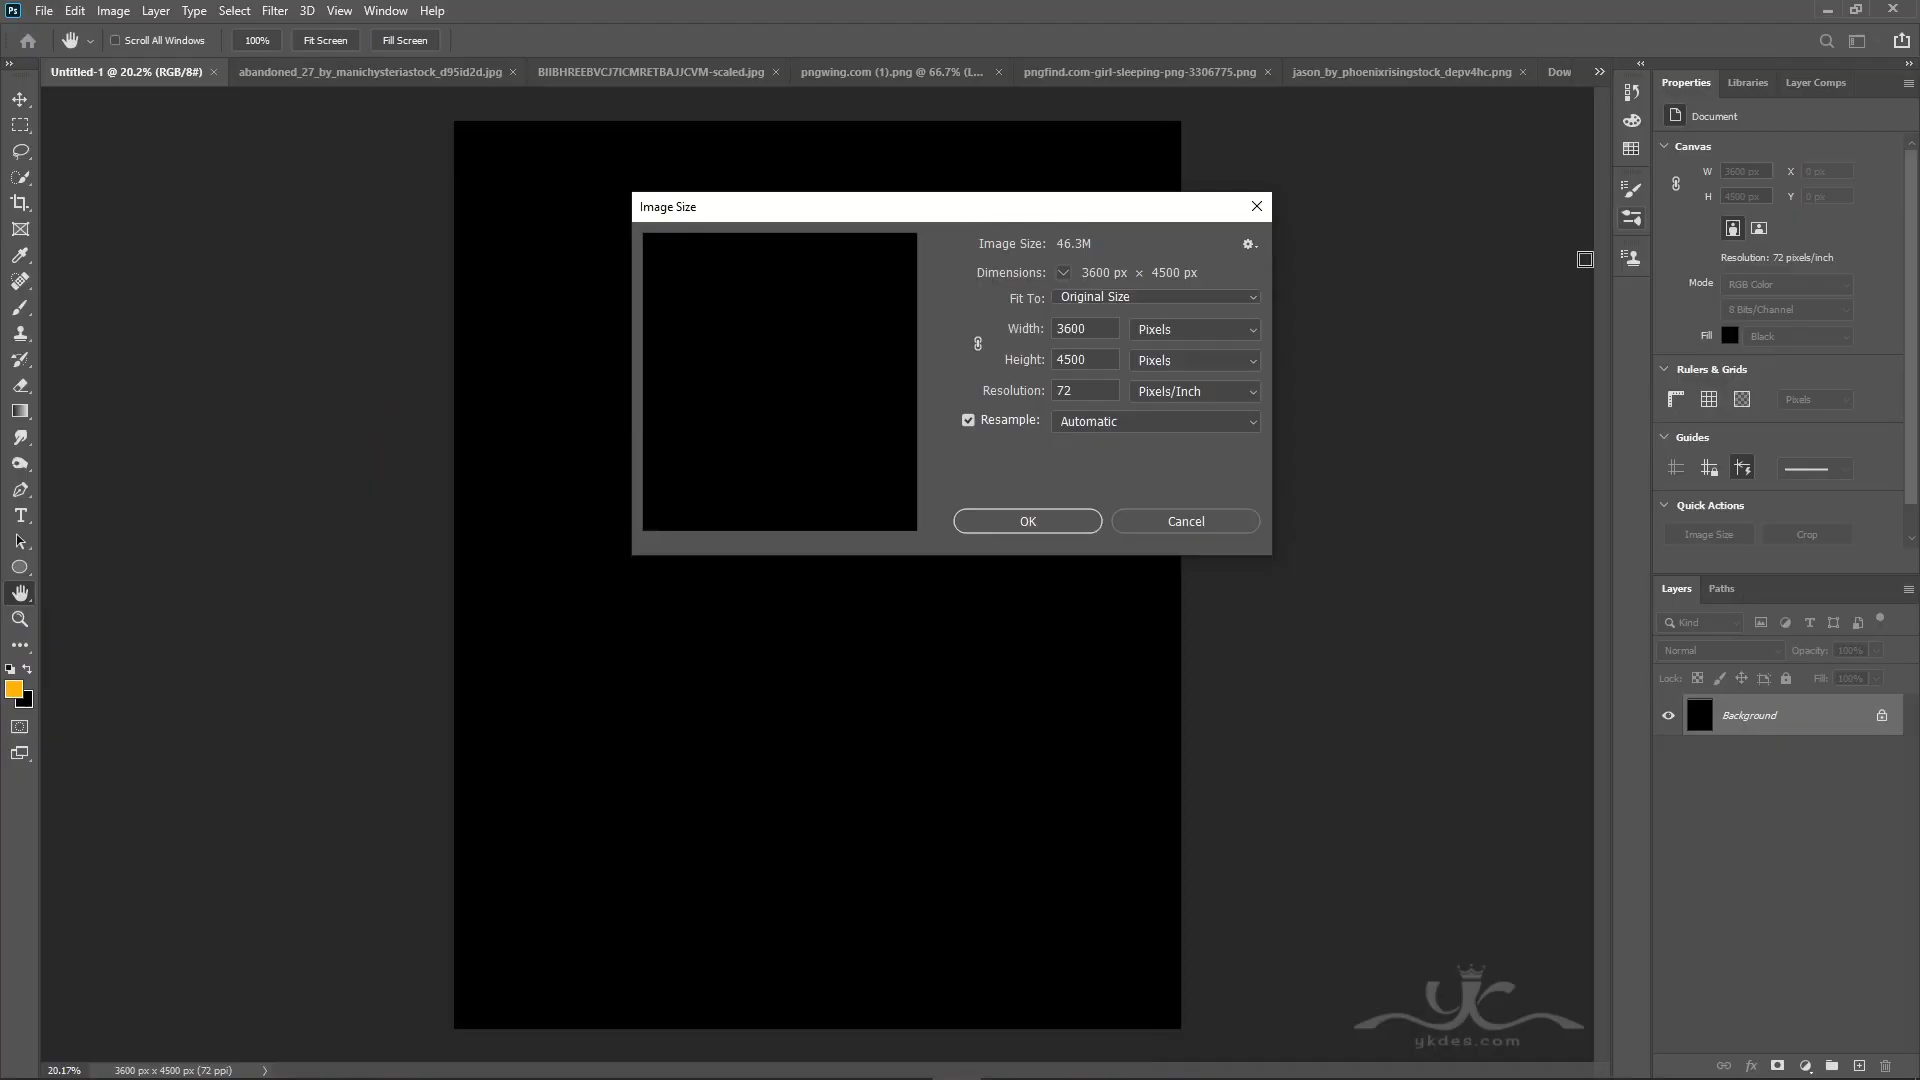 Ps File Edit Image Layer Type Select Filter 3D View Window Help
Scroll All Windows 100% Fit Screen Fill Screen
Untitled-1 @ 20.2% (RGB/8#) × abandoned_27_by_manichysteriastock_d95id2d.jpg × BIIBHREEBVCJ7ICMRETBAJJCVM-scaled.jpg × pngwing.com (1).png @ 66.7% (L... × pngfind.com-girl-sleeping-png-3306775.png × jason_by_phoenixrisingstock_depv4hc.png × Dow
Properties Libraries Layer Comps
Document
Canvas
W 3600 px X 0 px
H 4500 px Y 0 px
Resolution: 72 pixels/inch
Mode RGB Color
8 Bits/Channel
Fill Black
Rulers & Grids
Pixels
Guides
Quick Actions
Image Size Crop
Image Size
Image Size: 46.3M
Dimensions: 3600 px × 4500 px
Fit To: Original Size
Width: 3600 Pixels
Height: 4500 Pixels
Resolution: 72 Pixels/Inch
Resample: Automatic
OK Cancel
Layers Paths
Kind
Normal Opacity: 100%
Lock: Fill: 100%
Background
yc
ykdes.com
20.17% 3600 px x 4500 px (72 ppi)